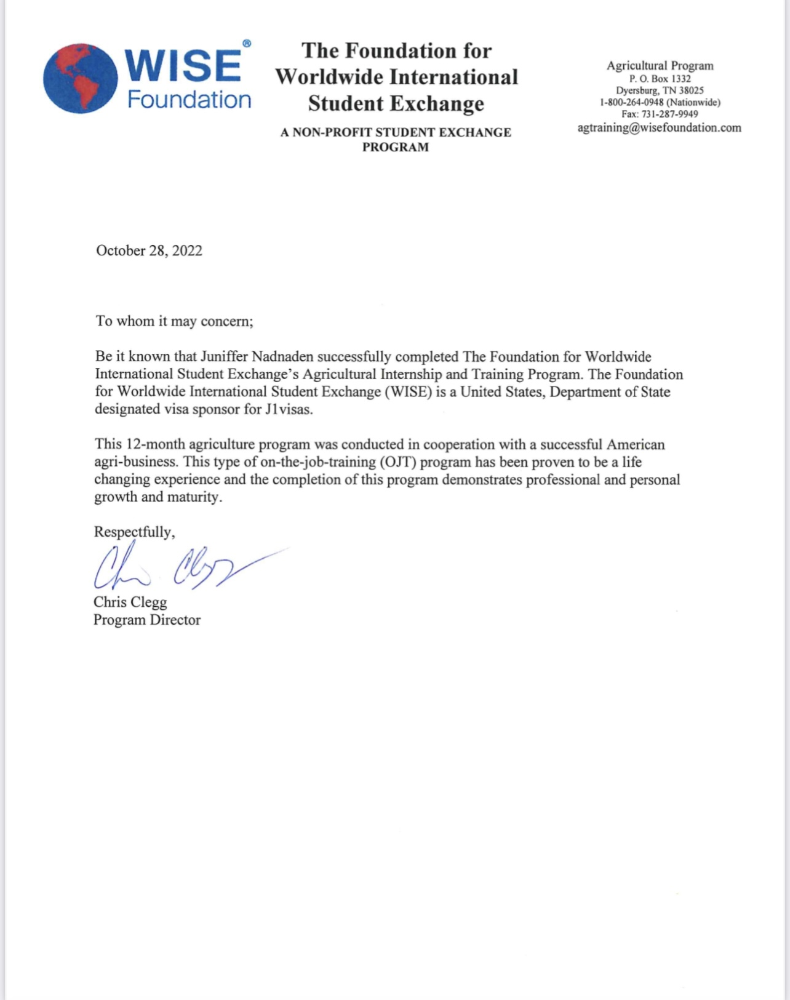 WISE®
Foundation
The Foundation for
Worldwide International
Student Exchange
A NON-PROFIT STUDENT EXCHANGE
PROGRAM
Agricultural Program
P. O. Box 1332
Dyersburg, TN 38025
1-800-264-0948 (Nationwide)
Fax: 731-287-9949
agtraining@wisefoundation.com
October 28, 2022
To whom it may concern;
Be it known that Juniffer Nadnaden successfully completed The Foundation for Worldwide
International Student Exchange’s Agricultural Internship and Training Program. The Foundation
for Worldwide International Student Exchange (WISE) is a United States, Department of State
designated visa sponsor for J1visas.
This 12-month agriculture program was conducted in cooperation with a successful American
agri-business. This type of on-the-job-training (OJT) program has been proven to be a life
changing experience and the completion of this program demonstrates professional and personal
growth and maturity.
Respectfully,
Chris Clegg
Chris Clegg
Program Director